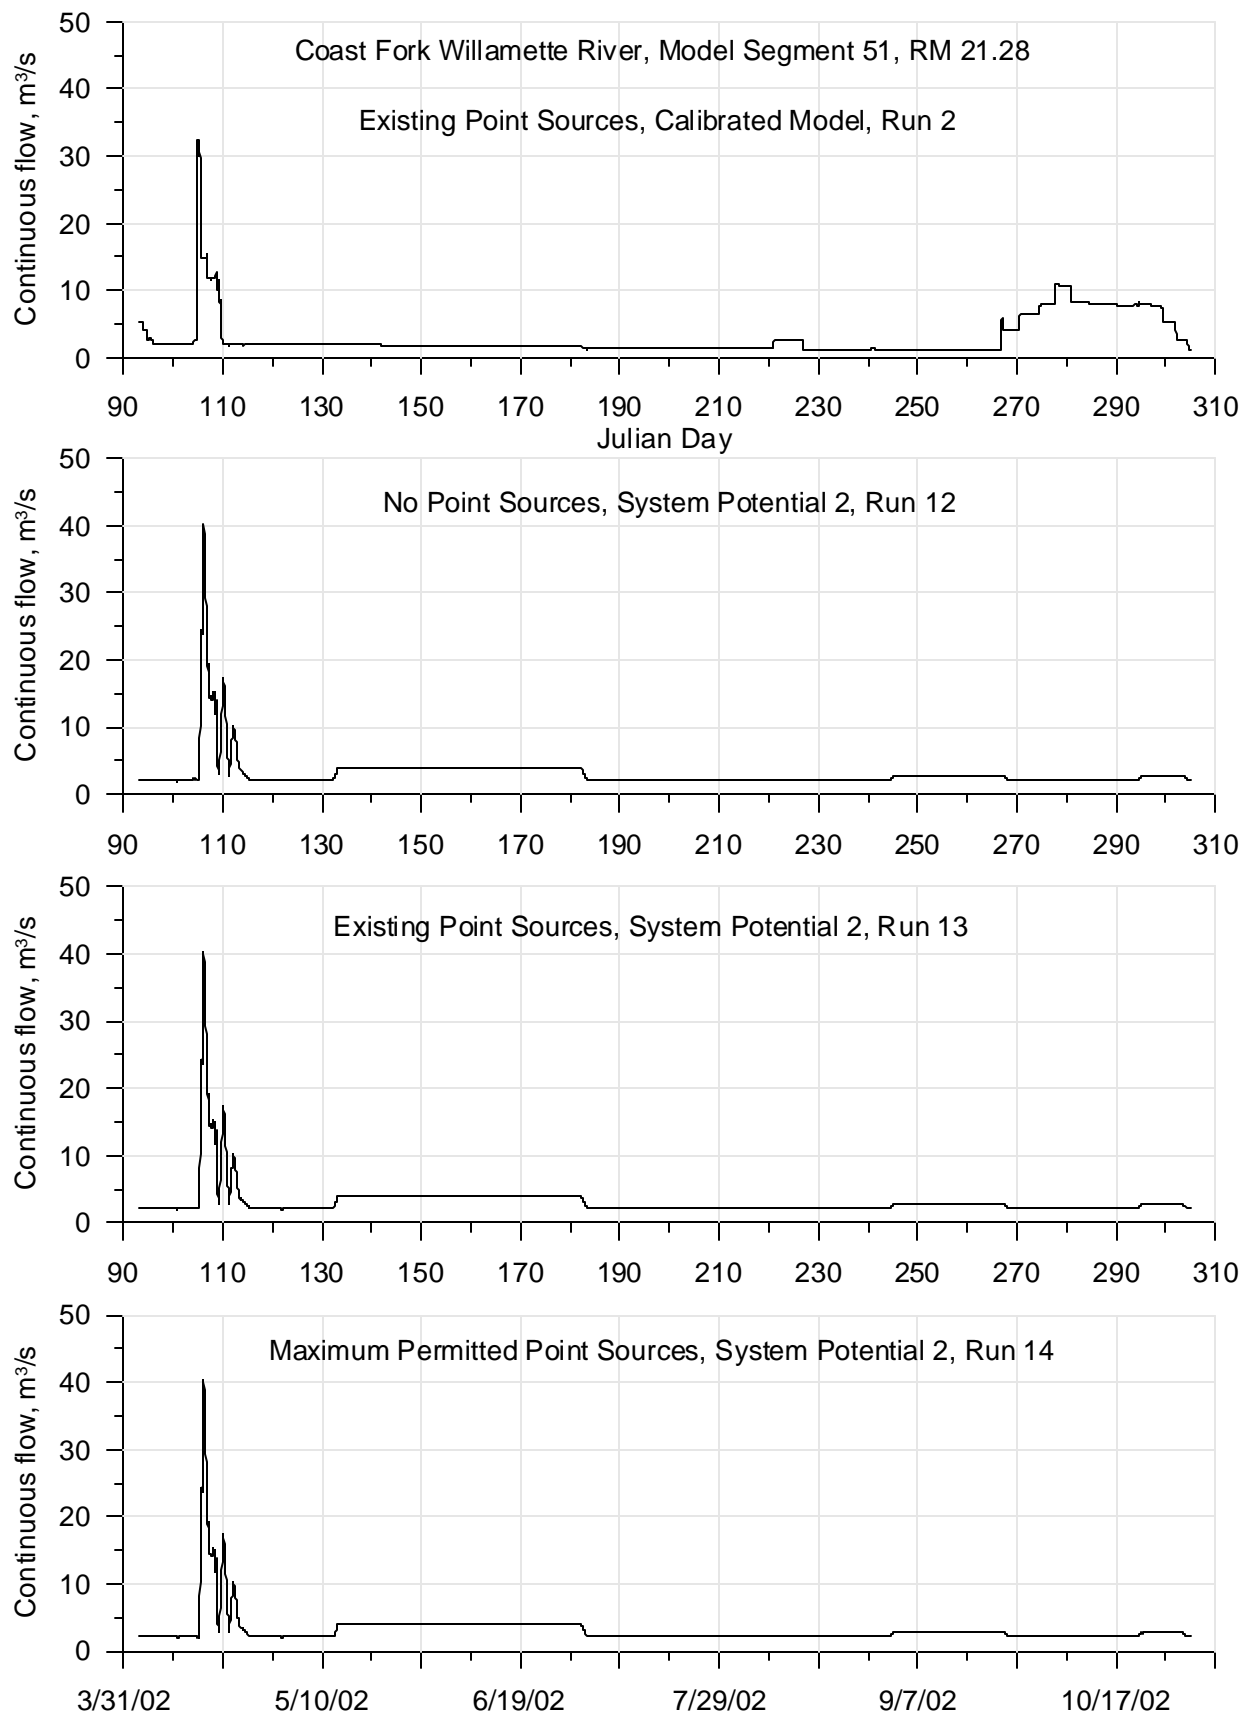 50
Coast Fork Willamette River, Model Segment 51, RM 21.28
40
Existing Point Sources, Calibrated Model, Run 2
30
20
10
0
Continuous flow, m³/s
90 110 130 150 170 190 210 230 250 270 290 310
Julian Day
50
No Point Sources, System Potential 2, Run 12
40
30
20
10
0
Continuous flow, m³/s
90 110 130 150 170 190 210 230 250 270 290 310
50
Existing Point Sources, System Potential 2, Run 13
40
30
20
10
0
Continuous flow, m³/s
90 110 130 150 170 190 210 230 250 270 290 310
50
Maximum Permitted Point Sources, System Potential 2, Run 14
40
30
20
10
0
Continuous flow, m³/s
3/31/02 5/10/02 6/19/02 7/29/02 9/7/02 10/17/02